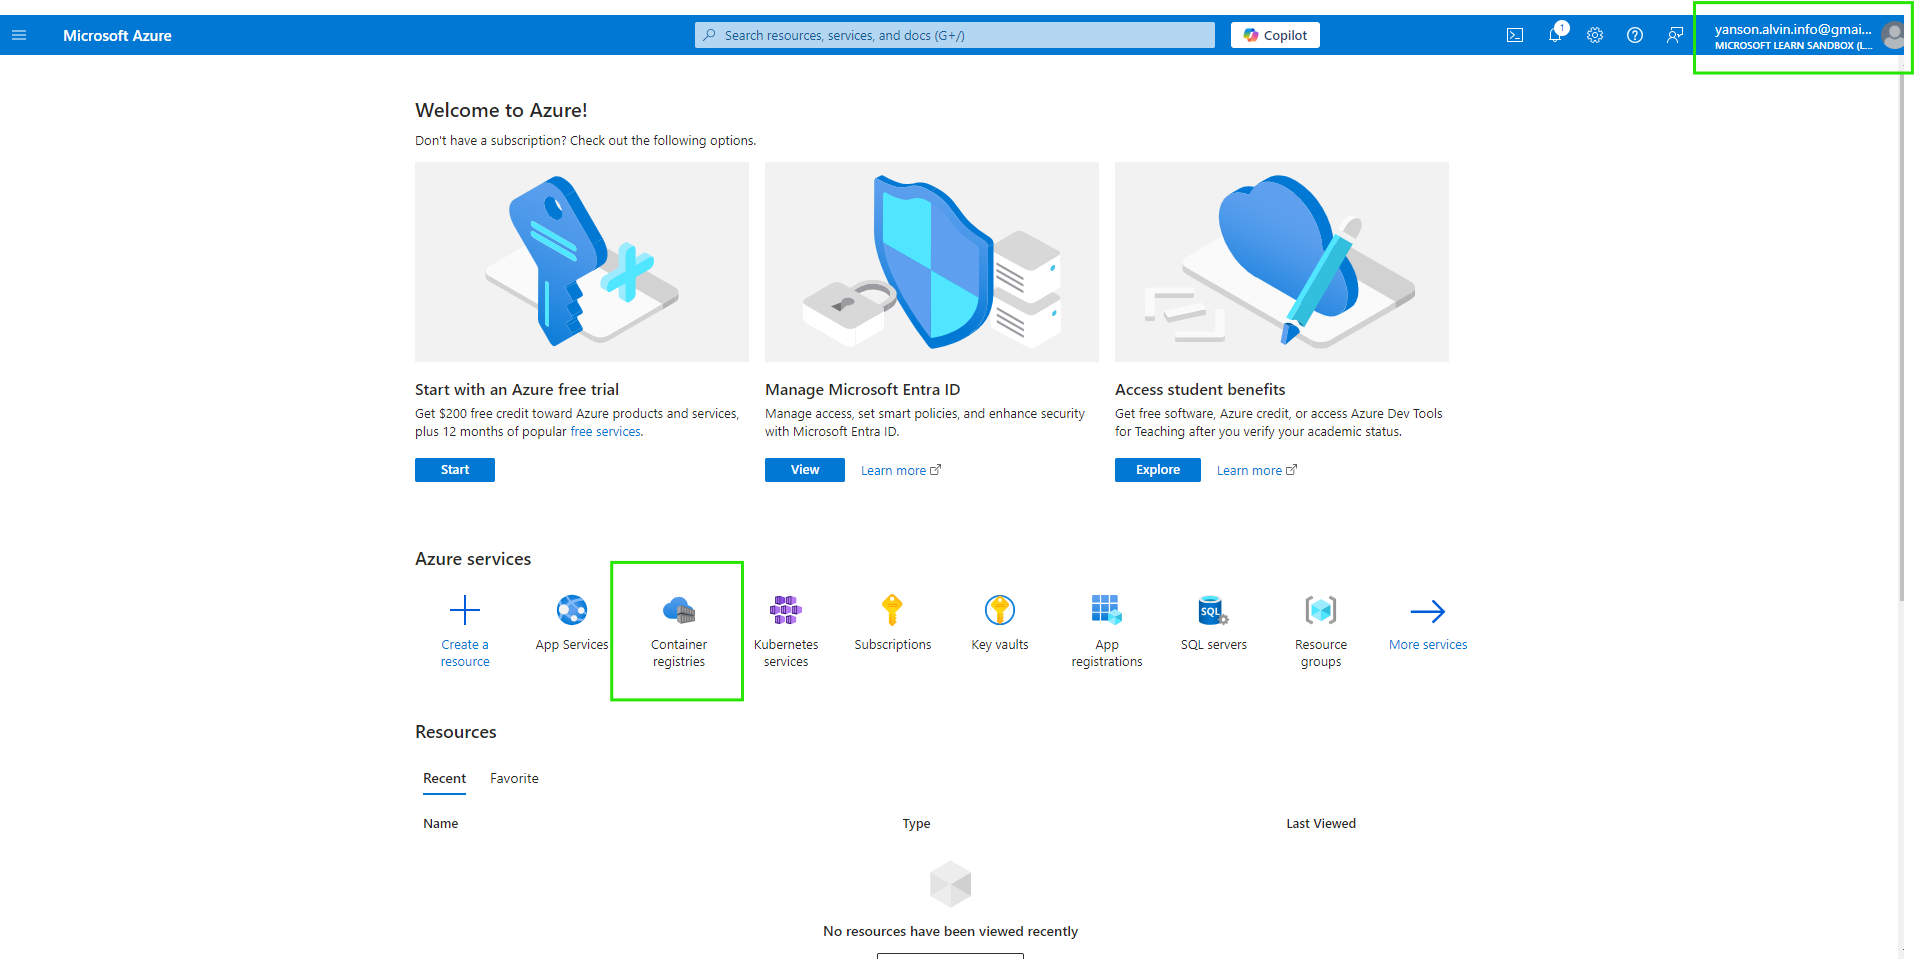 Microsoft Azure
Search resources, services, and docs (G+/)
Copilot
1
yanson.alvin.info@gmai...
MICROSOFT LEARN SANDBOX (L...
Welcome to Azure!
Don't have a subscription? Check out the following options.
Start with an Azure free trial
Get $200 free credit toward Azure products and services,
plus 12 months of popular free services.
Start
Manage Microsoft Entra ID
Manage access, set smart policies, and enhance security
with Microsoft Entra ID.
View
Learn more
Access student benefits
Get free software, Azure credit, or access Azure Dev Tools
for Teaching after you verify your academic status.
Explore
Learn more
Azure services
Create a
resource
App Services
Container
registries
Kubernetes
services
Subscriptions
Key vaults
App
registrations
SQL
SQL servers
Resource
groups
More services
Resources
Recent
Favorite
Name
Type
Last Viewed
No resources have been viewed recently